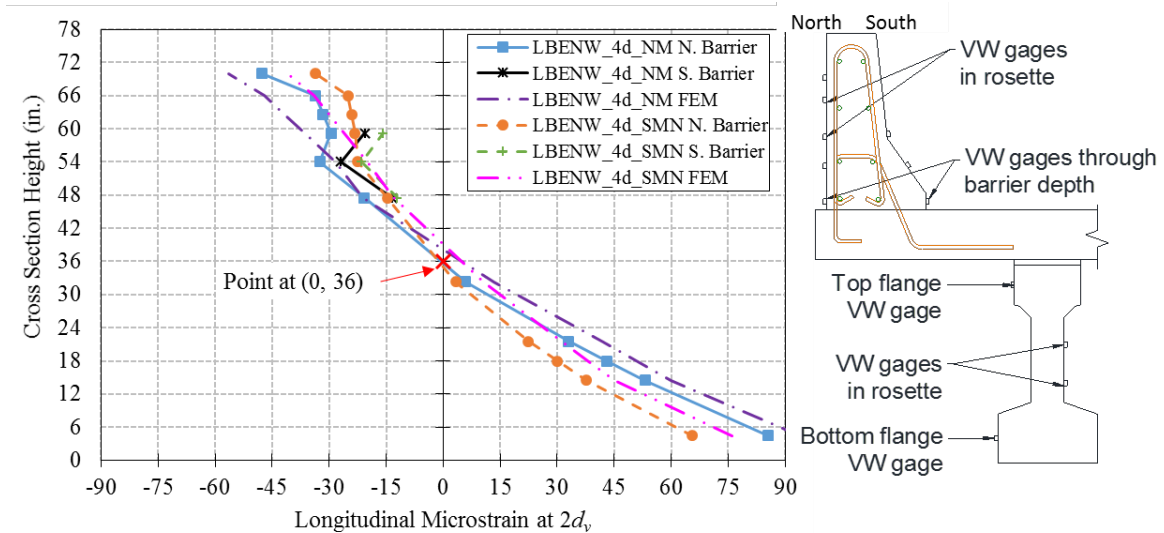 78
72
66
60
54
48
42
36
30
24
18
12
6
0
Cross Section Height (in.)
-90 -75 -60 -45 -30 -15 0 15 30 45 60 75 90
Longitudinal Microstrain at 2dᵥ
LBENW_4d_NM N. Barrier
LBENW_4d_NM S. Barrier
LBENW_4d_NM FEM
LBENW_4d_SMN N. Barrier
LBENW_4d_SMN S. Barrier
LBENW_4d_SMN FEM
Point at (0, 36)
North South
VW gages
in rosette
VW gages through
barrier depth
Top flange
VW gage
VW gages
in rosette
Bottom flange
VW gage